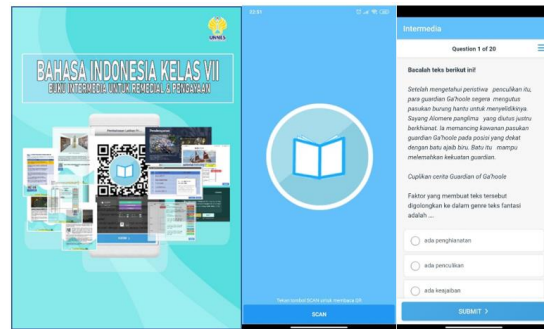 UNNES
BAHASA INDONESIA KELAS VII
BUKU INTERMEDIA UNTUK REMEDIAL & PENGAYAAN
Tekan tombol SCAN untuk membaca QR
SCAN
Intermedia
Question 1 of 20
Bacalah teks berikut ini!
Setelah mengetahui peristiwa peculikan itu,
para guardian Ga'hoole segera mengutus
pasukan burung hantu untuk menyelidikinya.
Sayang Alomere panglima yang diutus justru
berkhianat. Ia memancing kawanan pasukan
guardian Ga'hoole pada posisi yang dekat
dengan batu ajaib biru. Batu itu mampu
melemahkan kekuatan guardian.
Cuplikan cerita Guardian of Ga'hoole
Faktor yang membuat teks tersebut
digolongkan ke dalam genre teks fantasi
adalah ....
ada penghianatan
ada penculikan
ada keajaiban
SUBMIT >